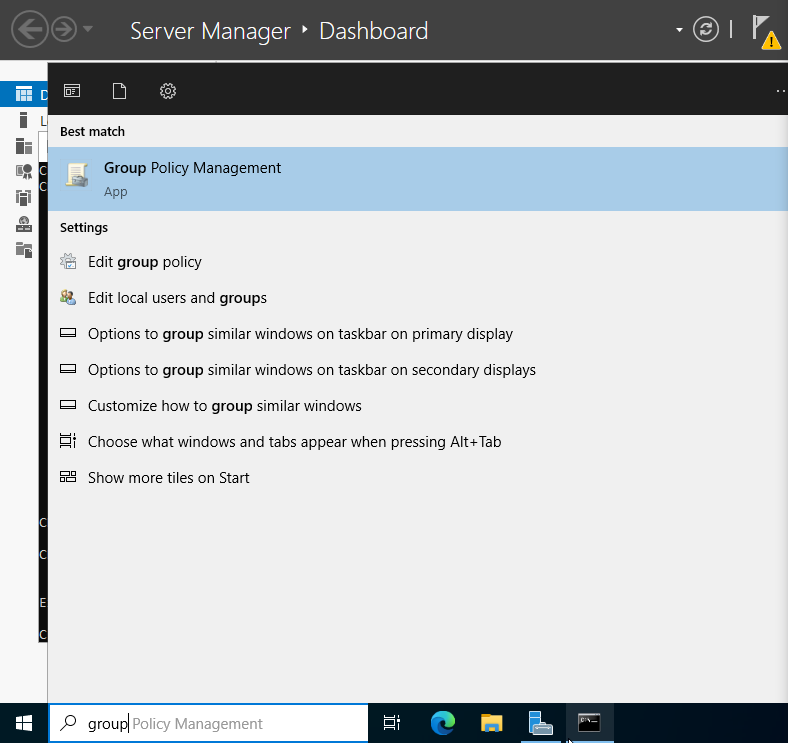 Server Manager ‣ Dashboard
D
L
C
C
Best match
Group Policy Management
App
Settings
Edit group policy
Edit local users and groups
Options to group similar windows on taskbar on primary display
Options to group similar windows on taskbar on secondary displays
Customize how to group similar windows
Choose what windows and tabs appear when pressing Alt+Tab
Show more tiles on Start
C
C
E
C
group Policy Management